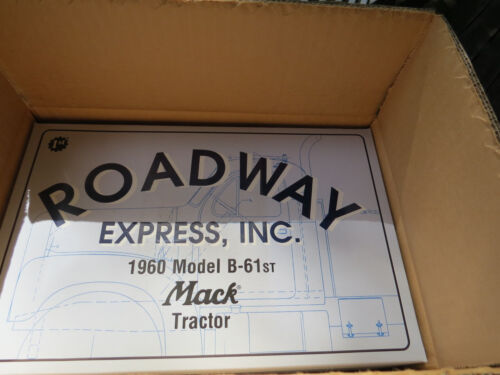 ROADWAY
EXPRESS, INC.
1960 Model B-61ST
Mack®
Tractor